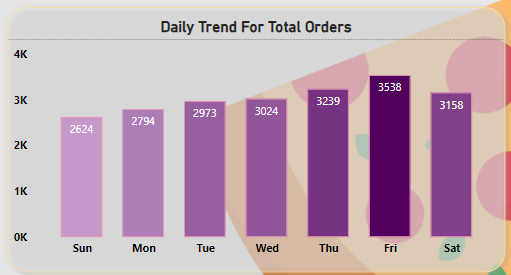 Daily Trend For Total Orders
4K
3K
2K
1K
0K
2624
2794
2973
3024
3239
3538
3158
Sun Mon Tue Wed Thu Fri Sat